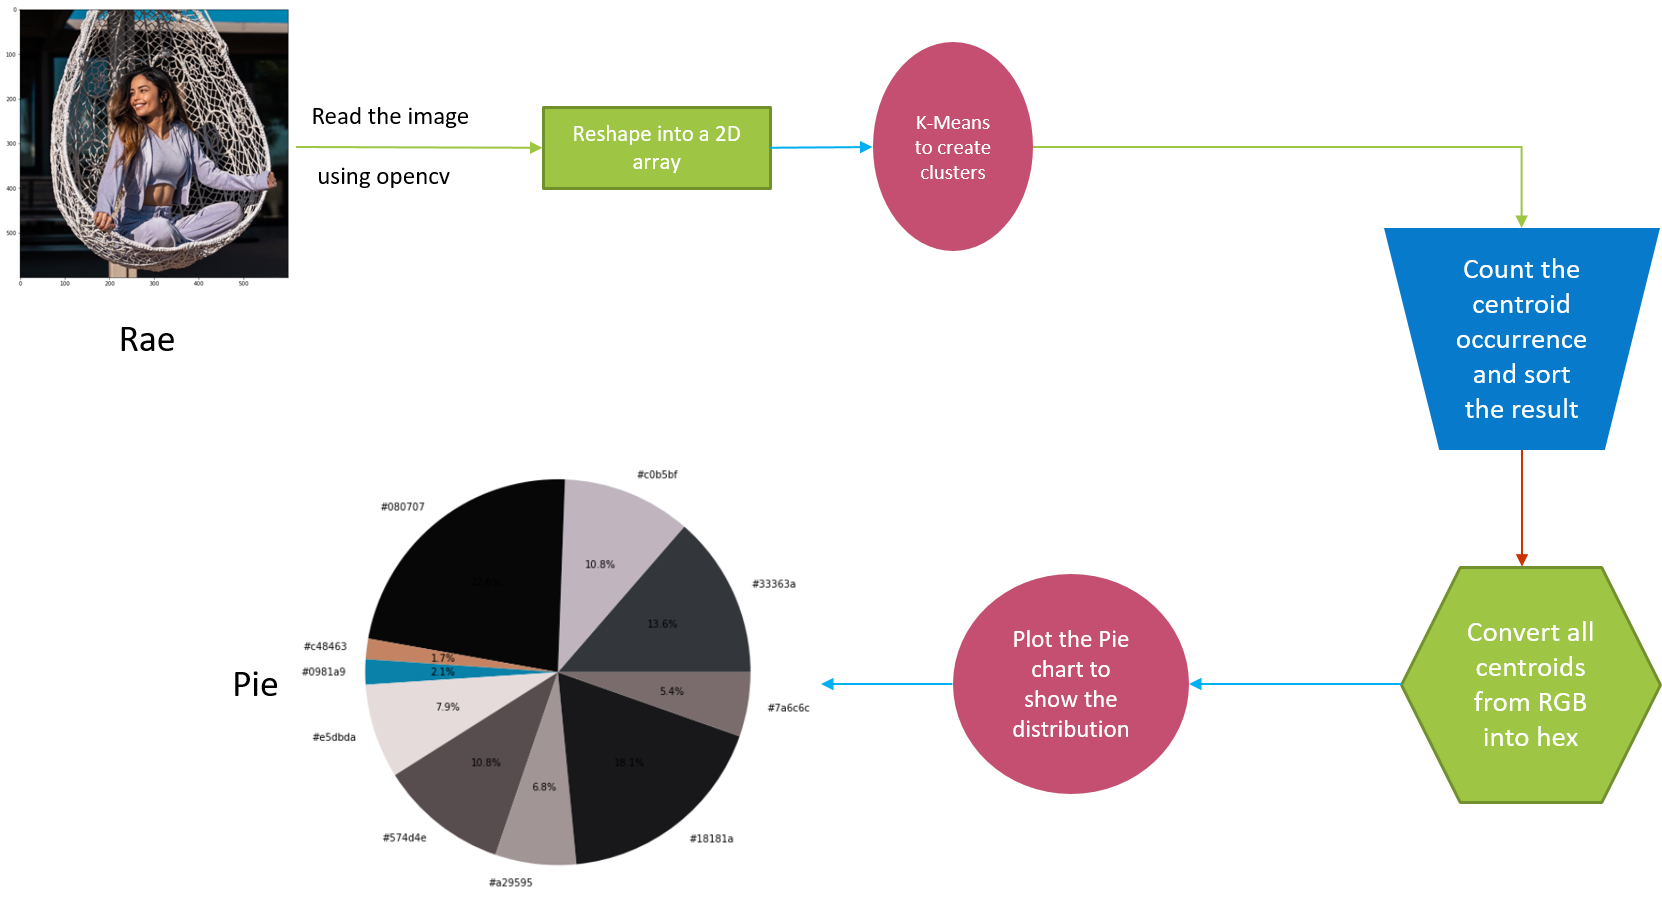 0
100
200
300
400
500
0
100
200
300
400
500
Rae
Read the image
using opencv
Reshape into a 2D
array
K-Means
to create
clusters
Count the
centroid
occurrence
and sort
the result
Convert all
centroids
from RGB
into hex
Plot the Pie
chart to
show the
distribution
Pie
#c0b5bf
#080707
10.8%
#33363a
13.6%
#c48463
1.7%
#0981a9
2.1%
5.4%
7.9%
#7a6c6c
#e5dbda
10.8%
18.1%
6.8%
#574d4e
#18181a
#a29595